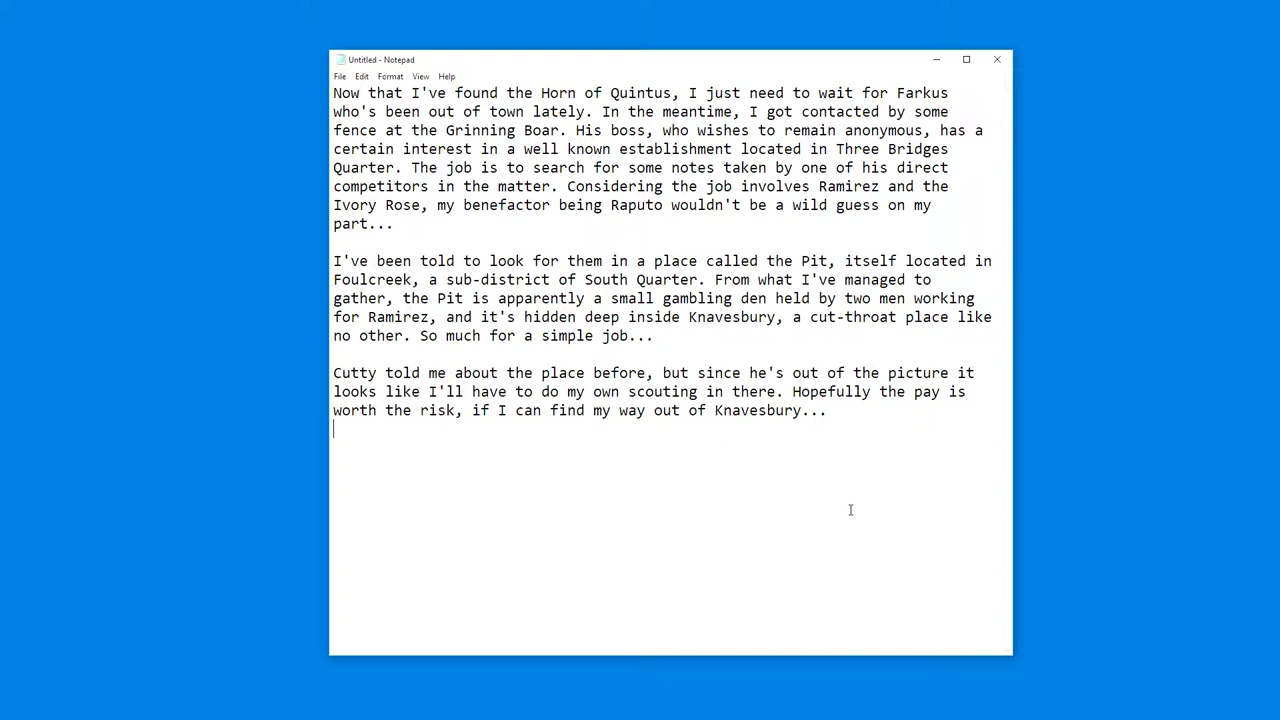 Untitled - Notepad
File Edit Format View Help
Now that I've found the Horn of Quintus, I just need to wait for Farkus
who's been out of town lately. In the meantime, I got contacted by some
fence at the Grinning Boar. His boss, who wishes to remain anonymous, has a
certain interest in a well known establishment located in Three Bridges
Quarter. The job is to search for some notes taken by one of his direct
competitors in the matter. Considering the job involves Ramirez and the
Ivory Rose, my benefactor being Raputo wouldn't be a wild guess on my
part...
I've been told to look for them in a place called the Pit, itself located in
Foulcreek, a sub-district of South Quarter. From what I've managed to
gather, the Pit is apparently a small gambling den held by two men working
for Ramirez, and it's hidden deep inside Knavesbury, a cut-throat place like
no other. So much for a simple job...
Cutty told me about the place before, but since he's out of the picture it
looks like I'll have to do my own scouting in there. Hopefully the pay is
worth the risk, if I can find my way out of Knavesbury...